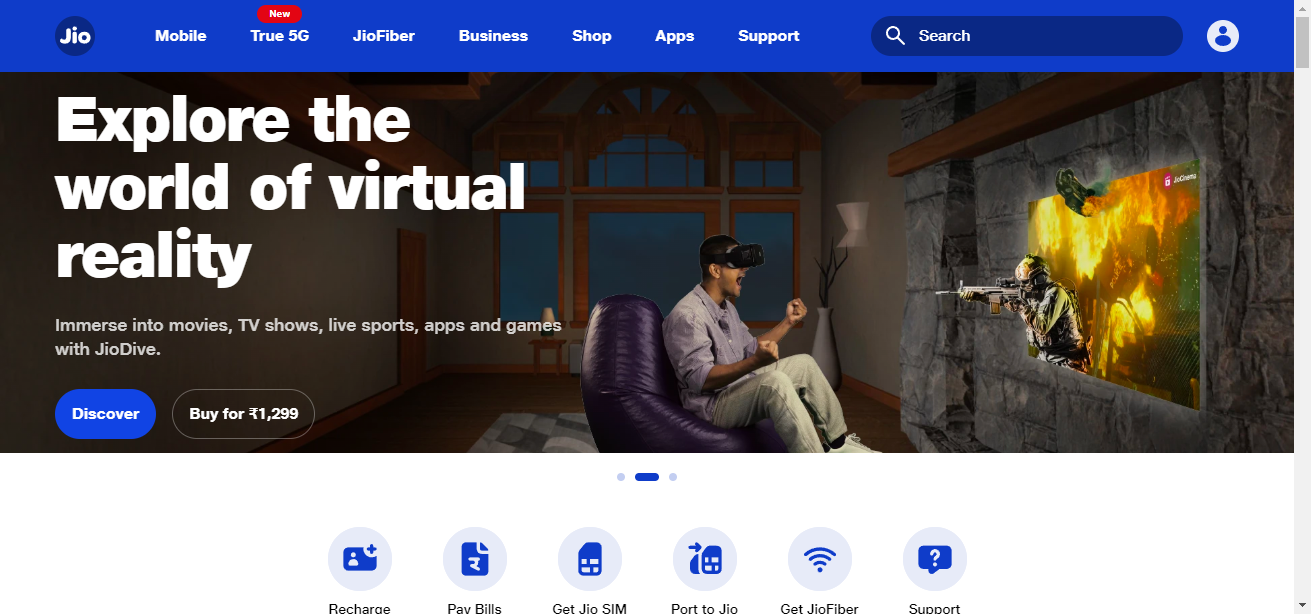 Jio
Mobile
New
True 5G
JioFiber
Business
Shop
Apps
Support
Search
Explore the
world of virtual
reality
Immerse into movies, TV shows, live sports, apps and games
with JioDive.
Discover
Buy for ₹1,299
JioCinema
Recharge
Pay Bills
Get Jio SIM
Port to Jio
Get JioFiber
Support